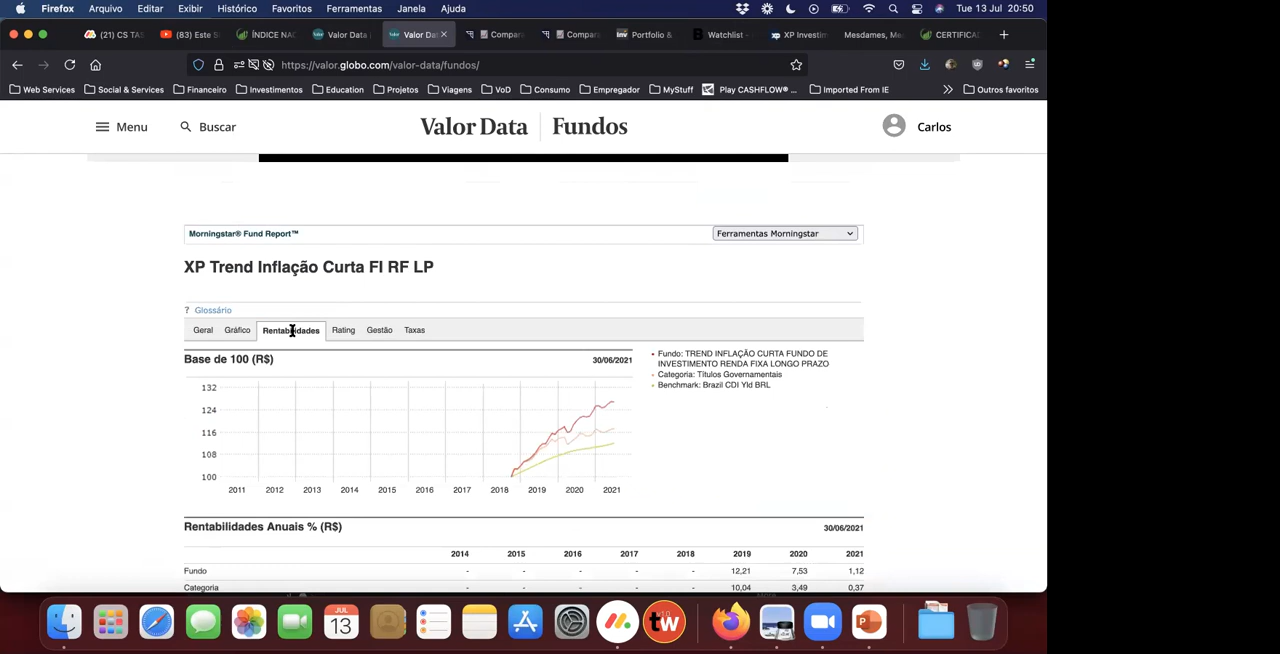 Firefox Arquivo Editar Exibir Histórico Favoritos Ferramentas Janela Ajuda Tue 13 Jul 20:50
(21) CS TAS (83) Este S ÍNDICE NAC Valor Data Valor Dat Compara Compara Portfolio & Watchlist - XP Investim Mesdames, Me CERTIFICA
https://valor.globo.com/valor-data/fundos/
Web Services Social & Services Financeiro Investimentos Education Projetos Viagens VoD Consumo Empregador MyStuff Play CASHFLOW® ... Imported From IE Outros favoritos
Menu Buscar Valor Data Fundos Carlos
Morningstar® Fund Report™ Ferramentas Morningstar
XP Trend Inflação Curta FI RF LP
? Glossário
Geral Gráfico Rentabilidades Rating Gestão Taxas
Base de 100 (R$) 30/06/2021
Fundo: TREND INFLAÇÃO CURTA FUNDO DE
INVESTIMENTO RENDA FIXA LONGO PRAZO
Categoria: Títulos Governamentais
Benchmark: Brazil CDI Yld BRL
132
124
116
108
100
2011 2012 2013 2014 2015 2016 2017 2018 2019 2020 2021
Rentabilidades Anuais % (R$) 30/06/2021
2014 2015 2016 2017 2018 2019 2020 2021
Fundo - - - - - 12,21 7,53 1,12
Categoria - - - - - 10,04 3,49 0,37
JUL
13
tw
P